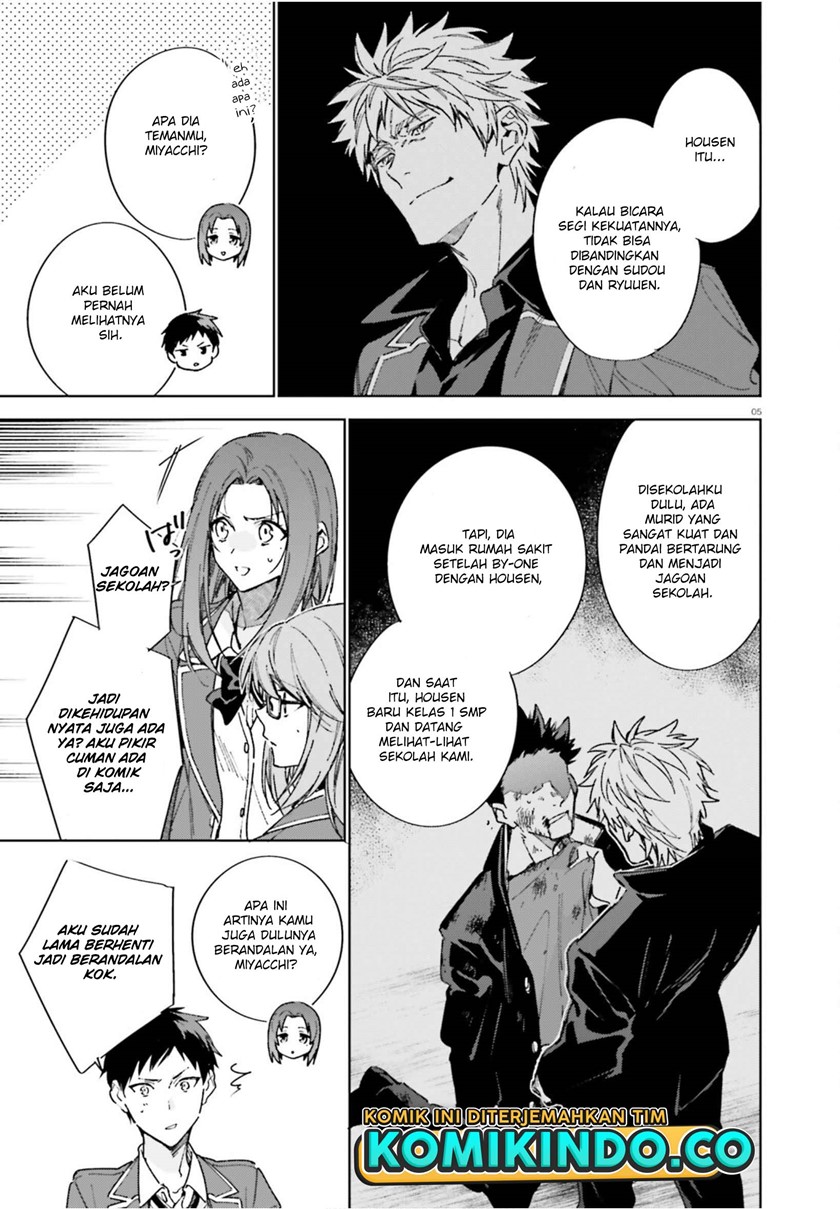 HOUSEN
ITU...
KALAU BICARA
SEGI KEKUATANNYA,
TIDAK BISA
DIBANDINGKAN
DENGAN SUDOU
DAN RYUUEN.
eh
ada
apa
ini?
APA DIA
TEMANMU,
MIYACCHI?
AKU BELUM
PERNAH
MELIHATNYA
SIH.
05
DISEKOLAHKU
DULU, ADA
MURID YANG
SANGAT KUAT DAN
PANDAI BERTARUNG
DAN MENJADI
JAGOAN
SEKOLAH.
TAPI, DIA
MASUK RUMAH SAKIT
SETELAH BY-ONE
DENGAN HOUSEN,
DAN SAAT
ITU, HOUSEN
BARU KELAS 1 SMP
DAN DATANG
MELIHAT-LIHAT
SEKOLAH KAMI.
ばっ
JAGOAN
SEKOLAH?
JADI
DIKEHIDUPAN
NYATA JUGA ADA
YA? AKU PIKIR
CUMAN ADA
DI KOMIK
SAJA...
APA INI
ARTINYA KAMU
JUGA DULUNYA
BERANDALAN YA,
MIYACCHI?
AKU SUDAH
LAMA BERHENTI
JADI BERANDALAN
KOK.
KOMIK INI DITERJEMAHKAN TIM
KOMIKINDO.CO